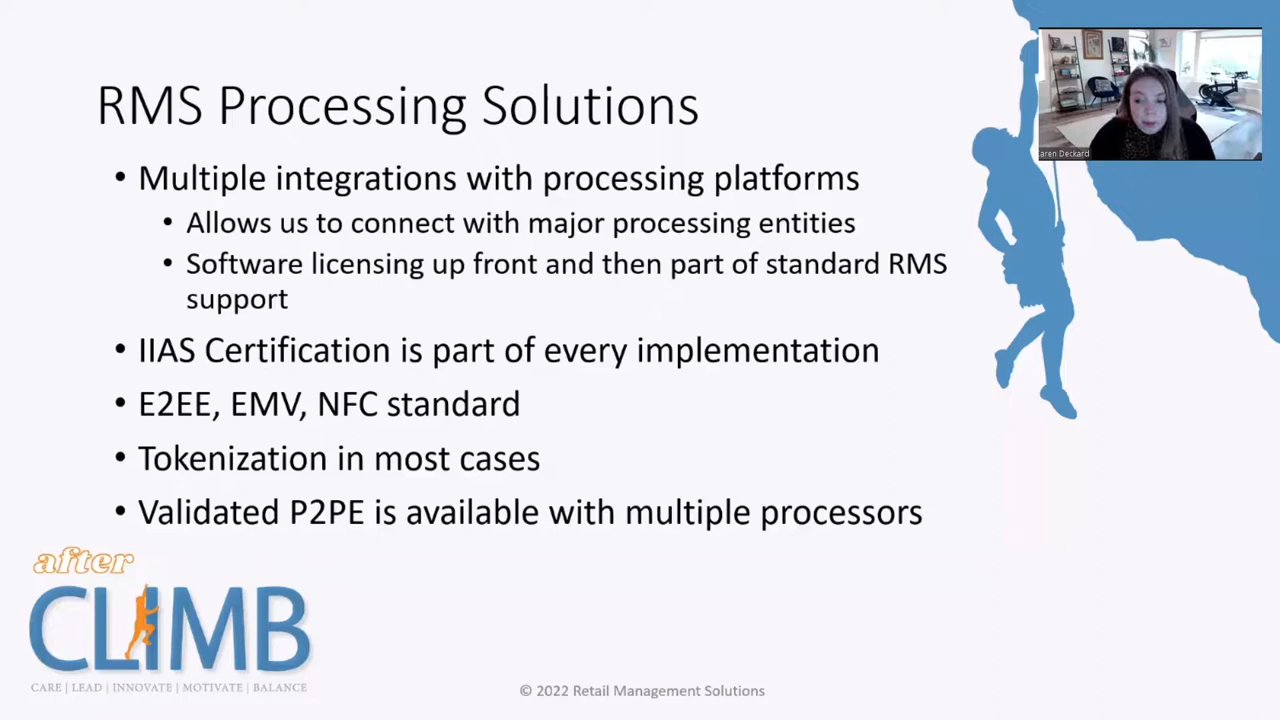 RMS Processing Solutions
• Multiple integrations with processing platforms
• Allows us to connect with major processing entities
• Software licensing up front and then part of standard RMS
support
• IIAS Certification is part of every implementation
• E2EE, EMV, NFC standard
• Tokenization in most cases
• Validated P2PE is available with multiple processors
aren Deckard
after
CLIMB
CARE | LEAD | INNOVATE | MOTIVATE | BALANCE
© 2022 Retail Management Solutions